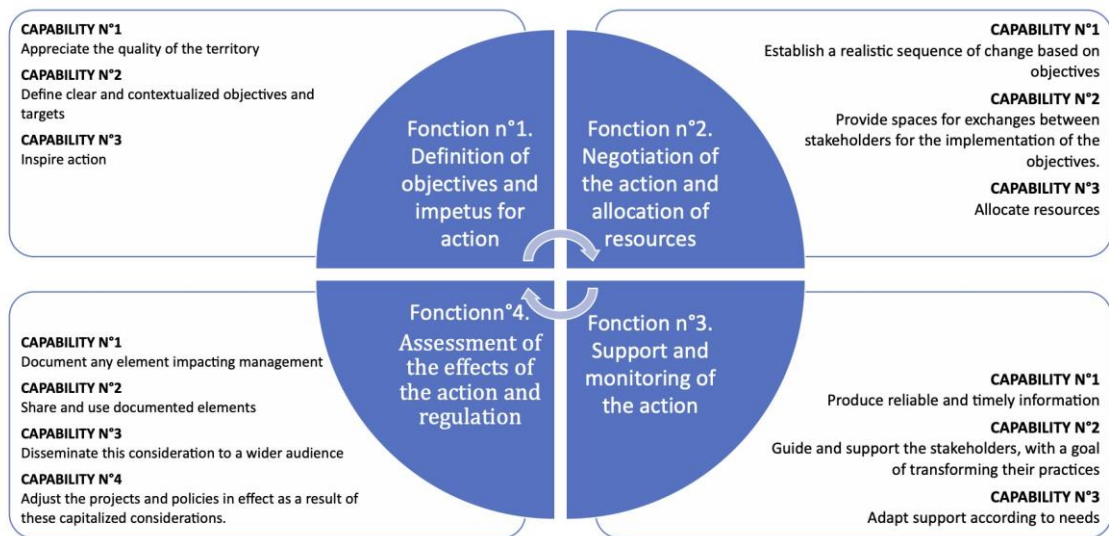 CAPABILITY N°1
Appreciate the quality of the territory
CAPABILITY N°2
Define clear and contextualized objectives and
targets
CAPABILITY N°3
Inspire action
Fonction n°1.
Definition of
objectives and
impetus for
action
Fonction n°2.
Negotiation of
the action and
allocation of
resources
CAPABILITY N°1
Establish a realistic sequence of change based on
objectives
CAPABILITY N°2
Provide spaces for exchanges between
stakeholders for the implementation of the
objectives.
CAPABILITY N°3
Allocate resources
CAPABILITY N°1
Document any element impacting management
CAPABILITY N°2
Share and use documented elements
CAPABILITY N°3
Disseminate this consideration to a wider audience
CAPABILITY N°4
Adjust the projects and policies in effect as a result of
these capitalized considerations.
Fonctionn°4.
Assessment of
the effects of
the action and
regulation
Fonction n°3.
Support and
monitoring of
the action
CAPABILITY N°1
Produce reliable and timely information
CAPABILITY N°2
Guide and support the stakeholders, with a goal
of transforming their practices
CAPABILITY N°3
Adapt support according to needs